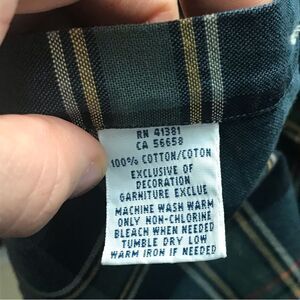 RN 41381
CA 56658
100% COTTON/COTON
EXCLUSIVE OF
DECORATION
GARNITURE EXCLUE
MACHINE WASH WARM
ONLY NON-CHLORINE
BLEACH WHEN NEEDED
TUMBLE DRY LOW
WARM IRON IF NEEDED